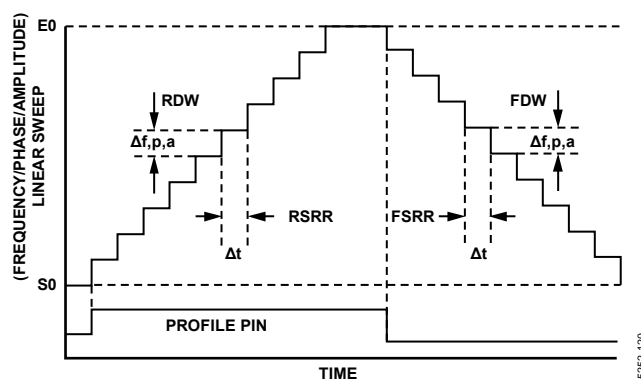 (FREQUENCY/PHASE/AMPLITUDE)
LINEAR SWEEP
E0
RDW
FDW
Δf,p,a
Δf,p,a
RSRR
FSRR
Δt
Δt
S0
PROFILE PIN
TIME